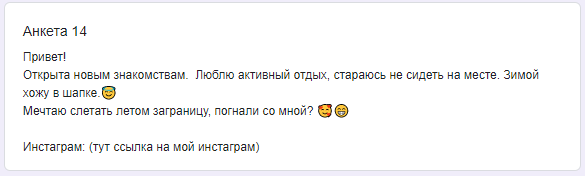 Анкета 14
Привет!
Открыта новым знакомствам.  Люблю активный отдых, стараюсь не сидеть на месте. Зимой
хожу в шапке.😇
Мечтаю слетать летом заграницу, погнали со мной? 🥰😁
Инстаграм: (тут ссылка на мой инстаграм)